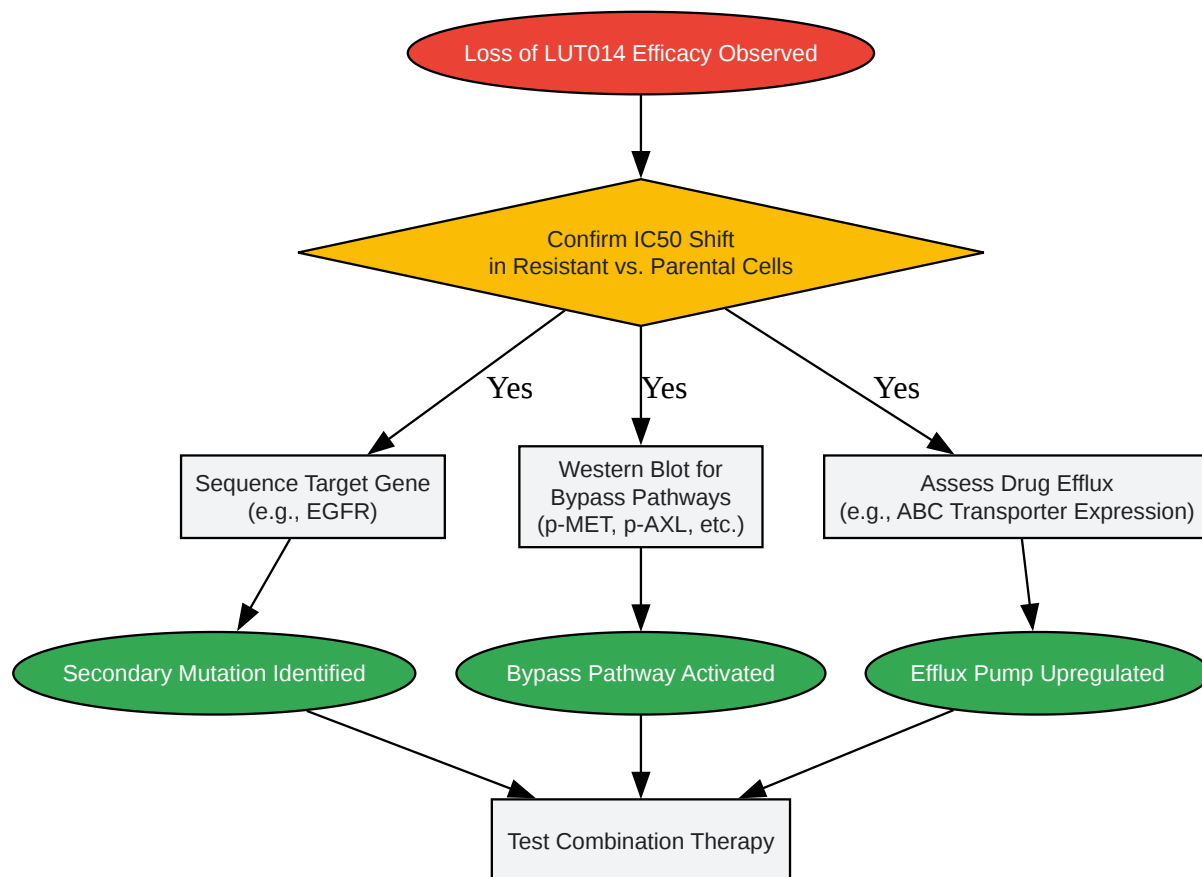 Loss of LUT014 Efficacy Observed
Confirm IC50 Shift
in Resistant vs. Parental Cells
Yes
Yes
Yes
Sequence Target Gene
(e.g., EGFR)
Western Blot for
Bypass Pathways
(p-MET, p-AXL, etc.)
Assess Drug Efflux
(e.g., ABC Transporter Expression)
Secondary Mutation Identified
Bypass Pathway Activated
Efflux Pump Upregulated
Test Combination Therapy